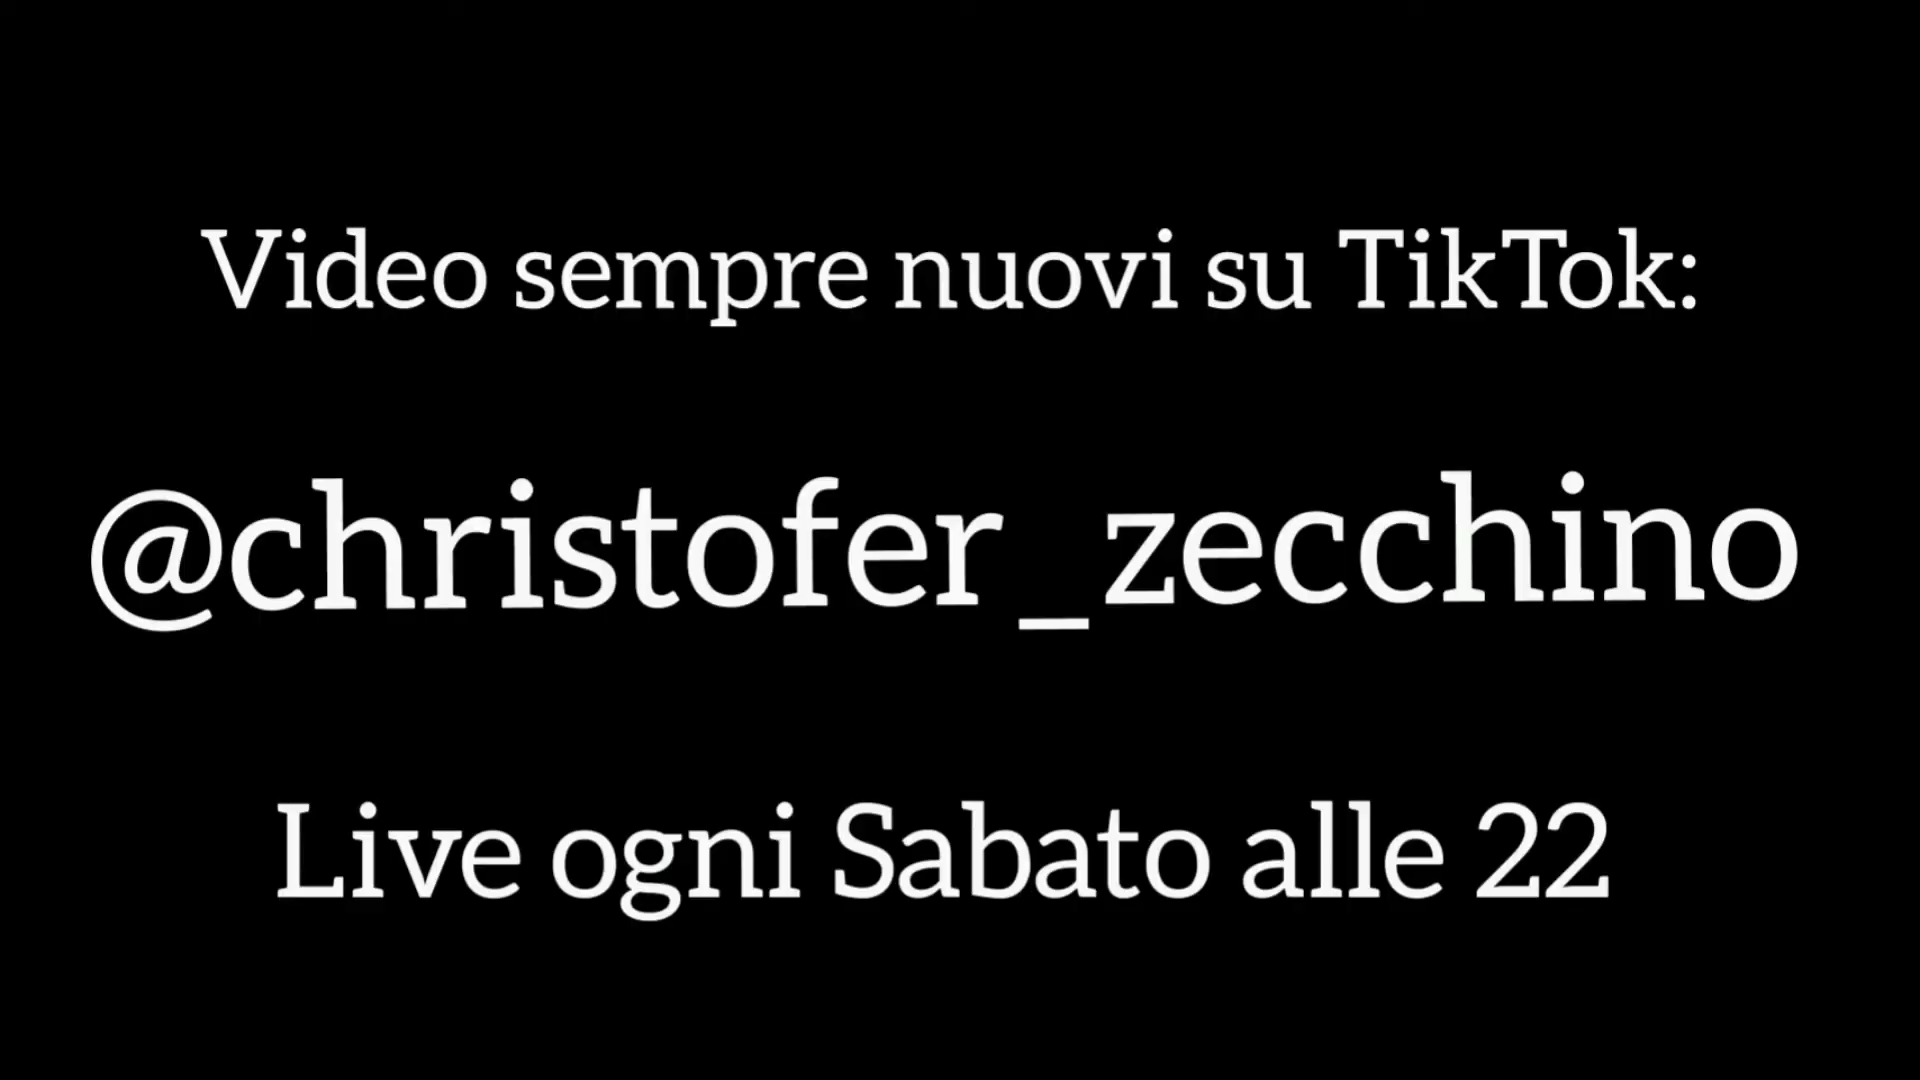 Video sempre nuovi su TikTok:
@christofer_zecchino
Live ogni Sabato alle 22